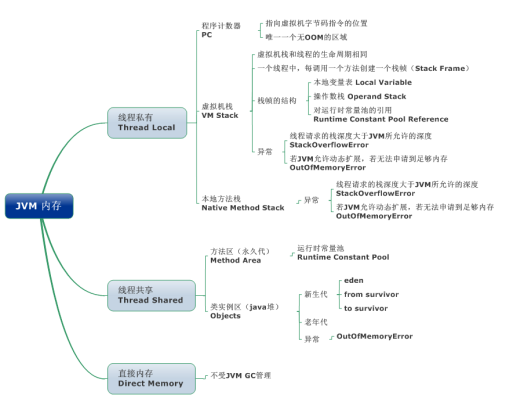 JVM 内存
线程私有
Thread Local
程序计数器
PC
指向虚拟机字节码指令的位置
唯一一个无OOM的区域
虚拟机栈
VM Stack
虚拟机栈和线程的生命周期相同
一个线程中，每调用一个方法创建一个栈帧（Stack Frame）
栈帧的结构
本地变量表 Local Variable
操作数栈 Operand Stack
对运行时常量池的引用
Runtime Constant Pool Reference
异常
线程请求的栈深度大于JVM所允许的深度
StackOverflowError
若JVM允许动态扩展，若无法申请到足够内存
OutOfMemoryError
本地方法栈
Native Method Stack
异常
线程请求的栈深度大于JVM所允许的深度
StackOverflowError
若JVM允许动态扩展，若无法申请到足够内存
OutOfMemoryError
线程共享
Thread Shared
方法区（永久代）
Method Area
运行时常量池
Runtime Constant Pool
类实例区（java堆）
Objects
新生代
eden
from survivor
to survivor
老年代
异常
OutOfMemoryError
直接内存
Direct Memory
不受JVM GC管理